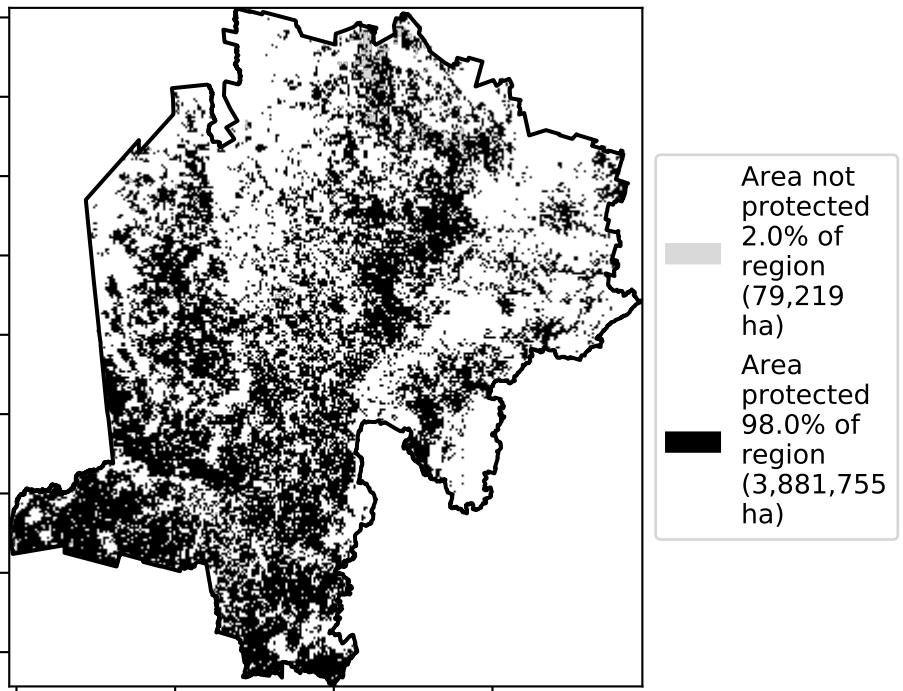 Area not
protected
2.0% of
region
(79,219
ha)
Area
protected
98.0% of
region
(3,881,755
ha)